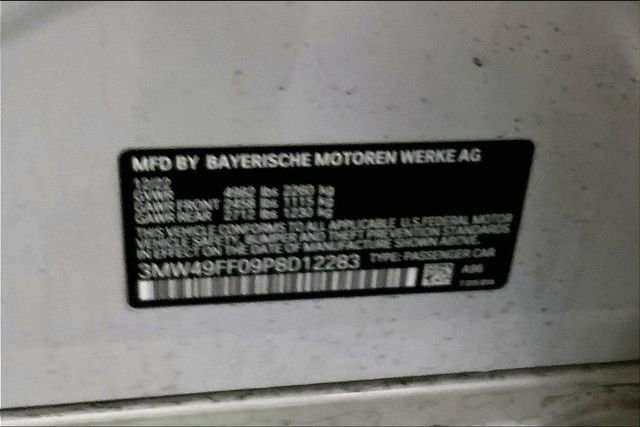 MFD BY BAYERISCHE MOTOREN WERKE AG
12/22
GVWR 4982 lbs 2260 kg
GAWR FRONT 2458 lbs 1115 kg
GAWR REAR 2712 lbs 1230 kg
THIS VEHICLE CONFORMS TO ALL APPLICABLE U.S.FEDERAL MOTOR
VEHICLE SAFETY, BUMPER AND THEFT PREVENTION STANDARDS
IN EFFECT ON THE DATE OF MANUFACTURE SHOWN ABOVE.
3MW49FF09P8D12283 TYPE: PASSENGER CAR